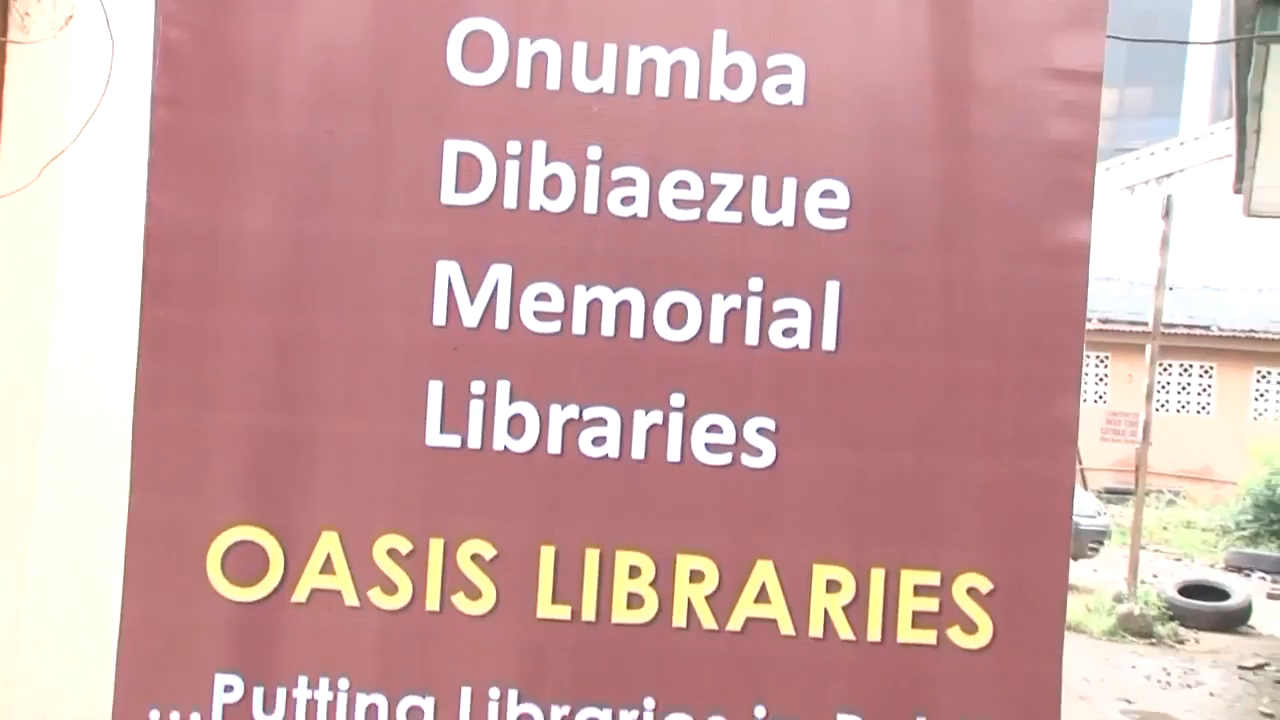 Onumba
Dibiaezue
Memorial
Libraries
OASIS LIBRARIES
...Putting Libraries in